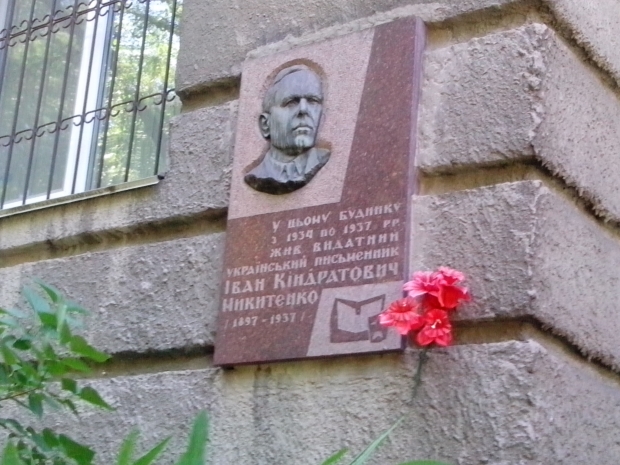 У ЦЬОМУ БУДИНКУ
З 1934 ПО 1937 РР.
ЖИВ ВИДАТНИЙ
УКРАЇНСЬКИЙ ПИСЬМЕННИК
ІВАН КІНДРАТОВИЧ
МИКИТЕНКО
/ 1897 - 1937 /